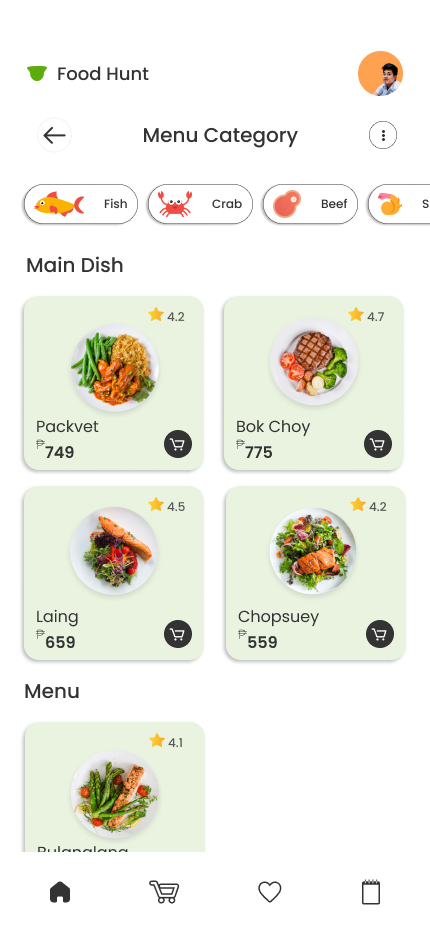 Food Hunt
Menu Category
Fish Crab Beef S
Main Dish
4.2 4.7
Packvet Bok Choy
₱749 ₱775
4.5 4.2
Laing Chopsuey
₱659 ₱559
Menu
4.1